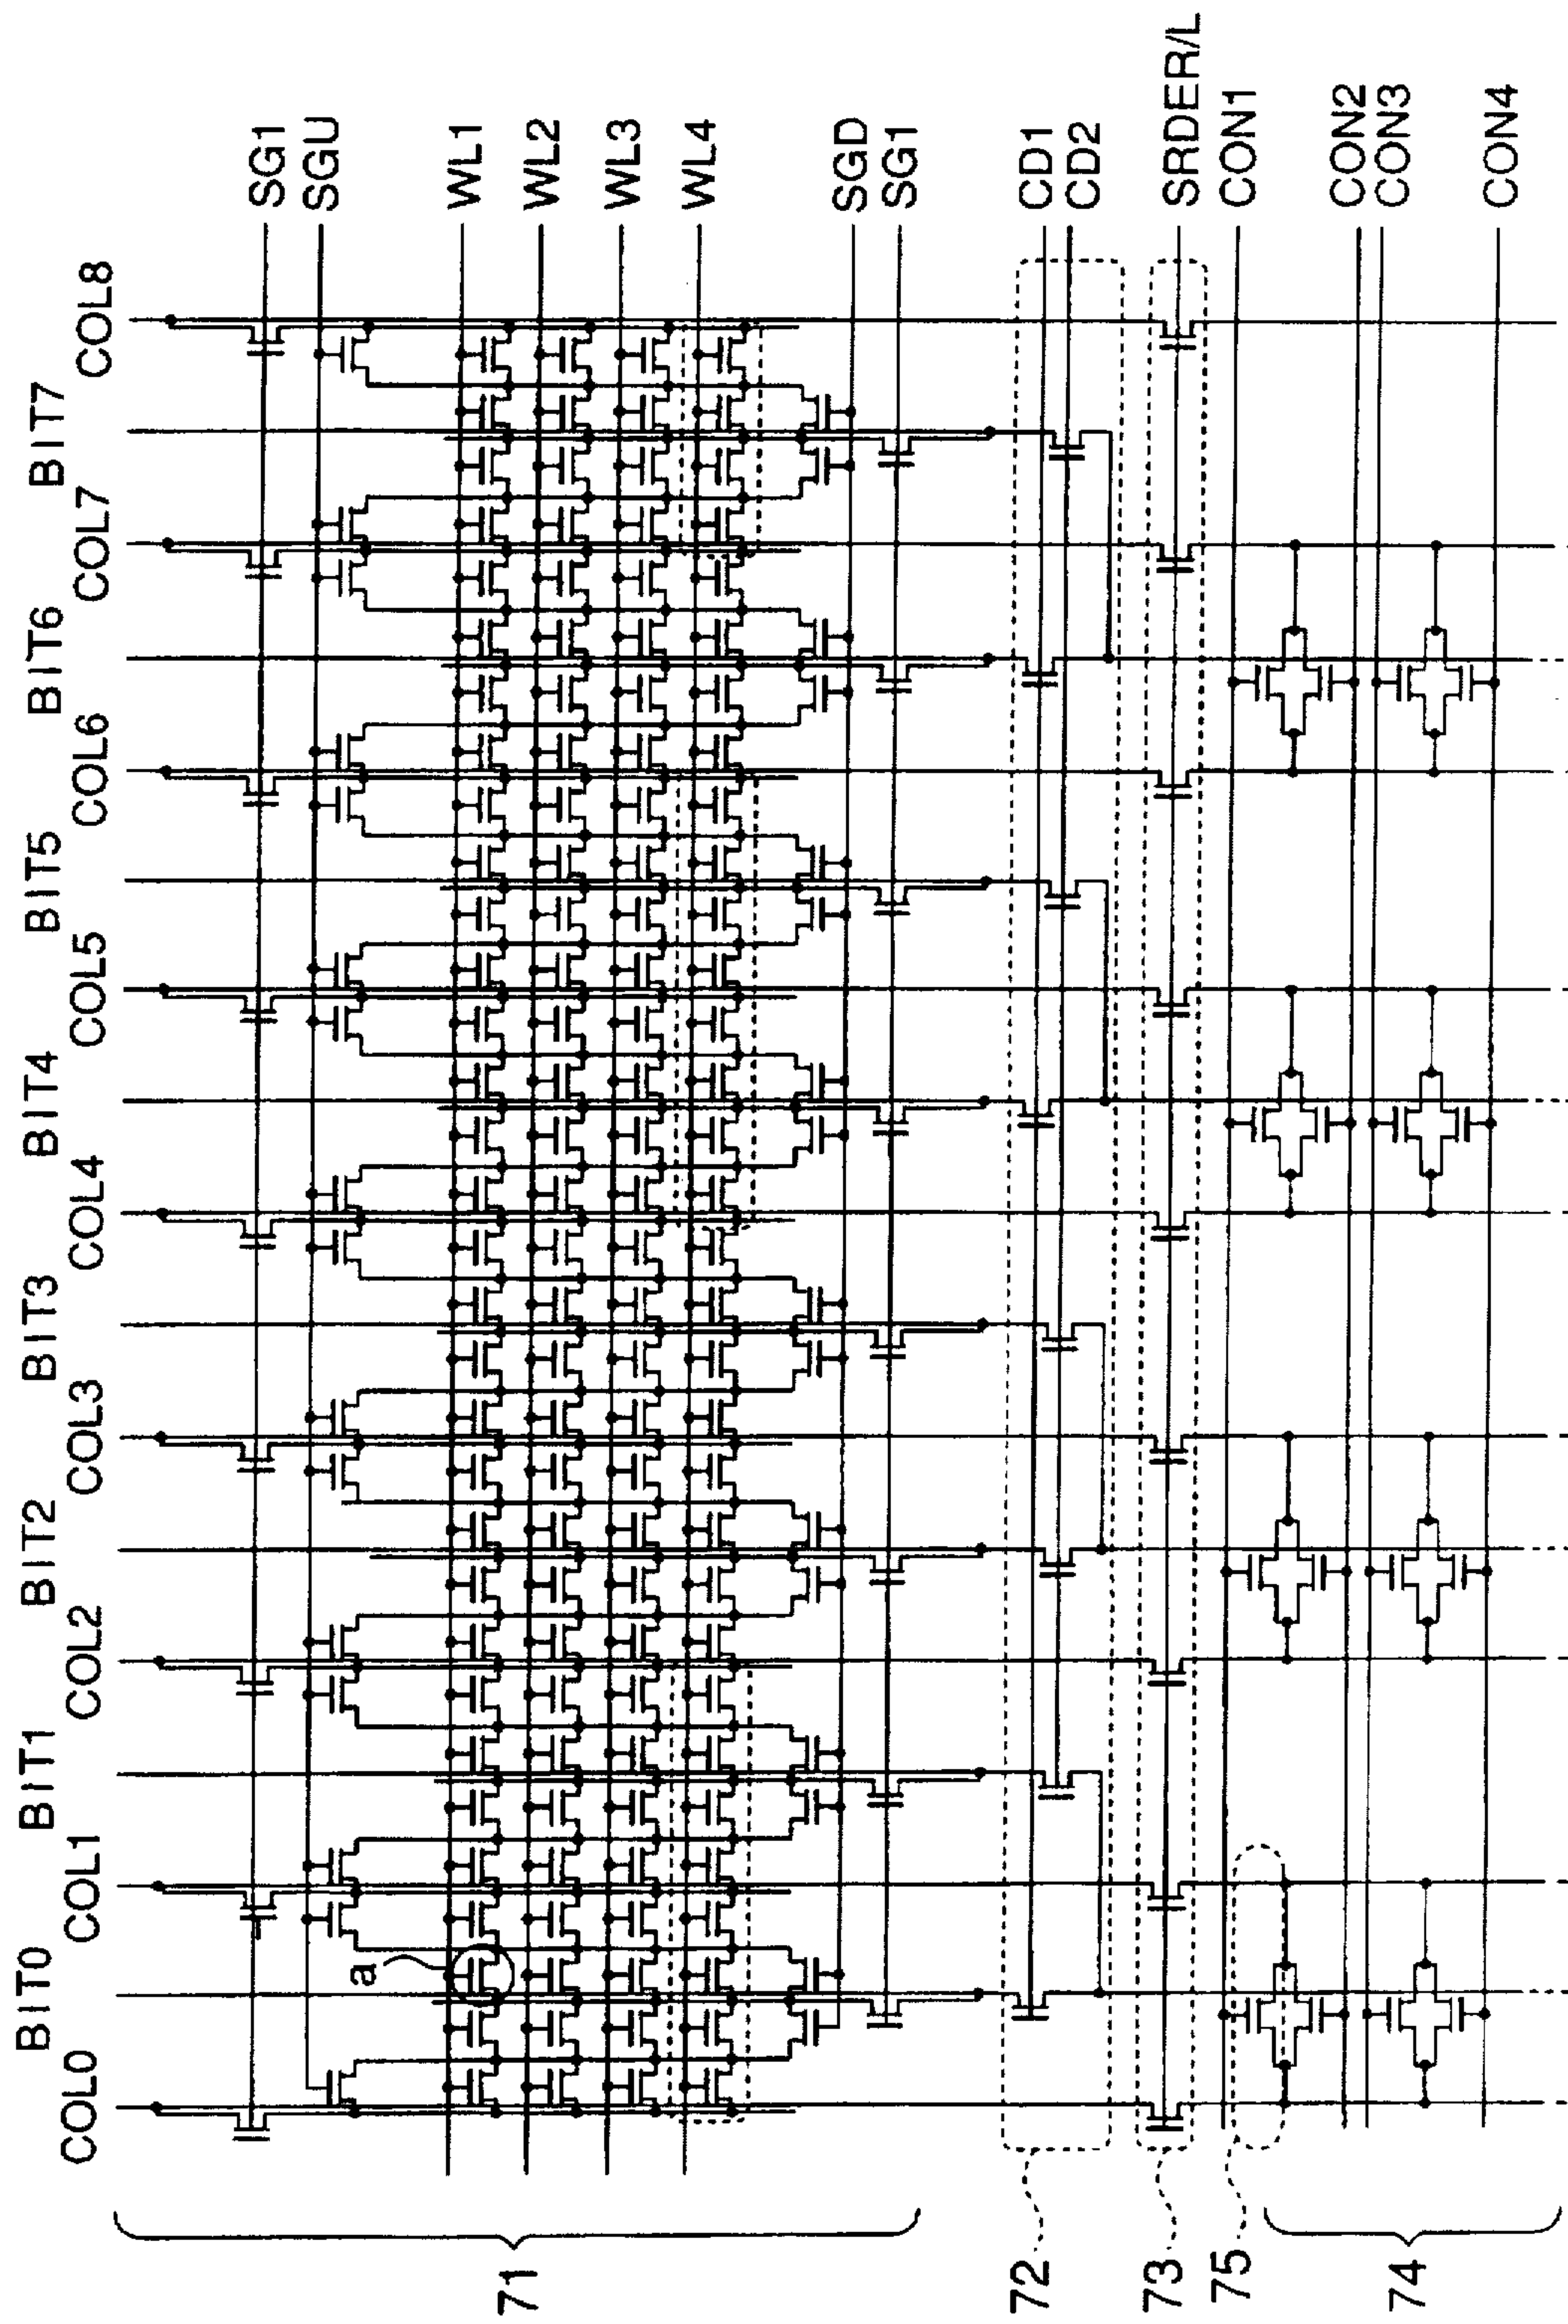 COL0
BIT0
COL1
BIT1
COL2
BIT2
COL3
BIT3
COL4
BIT4
COL5
BIT5
COL6
BIT6
COL7
BIT7
COL8
SG1
SGU
WL1
WL2
WL3
WL4
SGD
SG1
CD1
CD2
SRDER/L
CON1
CON2
CON3
CON4
a
71
72
73
75
74